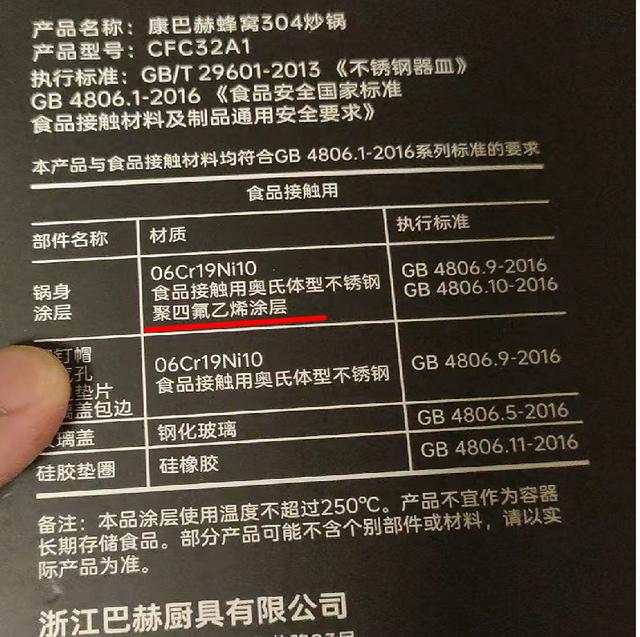 产品名称：康巴赫蜂窝304炒锅
产品型号：CFC32A1
执行标准：GB/T 29601-2013 《不锈钢器皿》
GB 4806.1-2016 《食品安全国家标准
食品接触材料及制品通用安全要求》
本产品与食品接触材料均符合GB 4806.1-2016系列标准的要求
食品接触用
部件名称 材质 执行标准
锅身
涂层
06Cr19Ni10
食品接触用奥氏体型不锈钢
聚四氟乙烯涂层
GB 4806.9-2016
GB 4806.10-2016
钉帽
孔
垫片
盖包边
06Cr19Ni10
食品接触用奥氏体型不锈钢
GB 4806.9-2016
璃盖 钢化玻璃 GB 4806.5-2016
硅胶垫圈 硅橡胶 GB 4806.11-2016
备注：本品涂层使用温度不超过250℃。产品不宜作为容器
长期存储食品。部分产品可能不含个别部件或材料，请以实
际产品为准。
浙江巴赫厨具有限公司